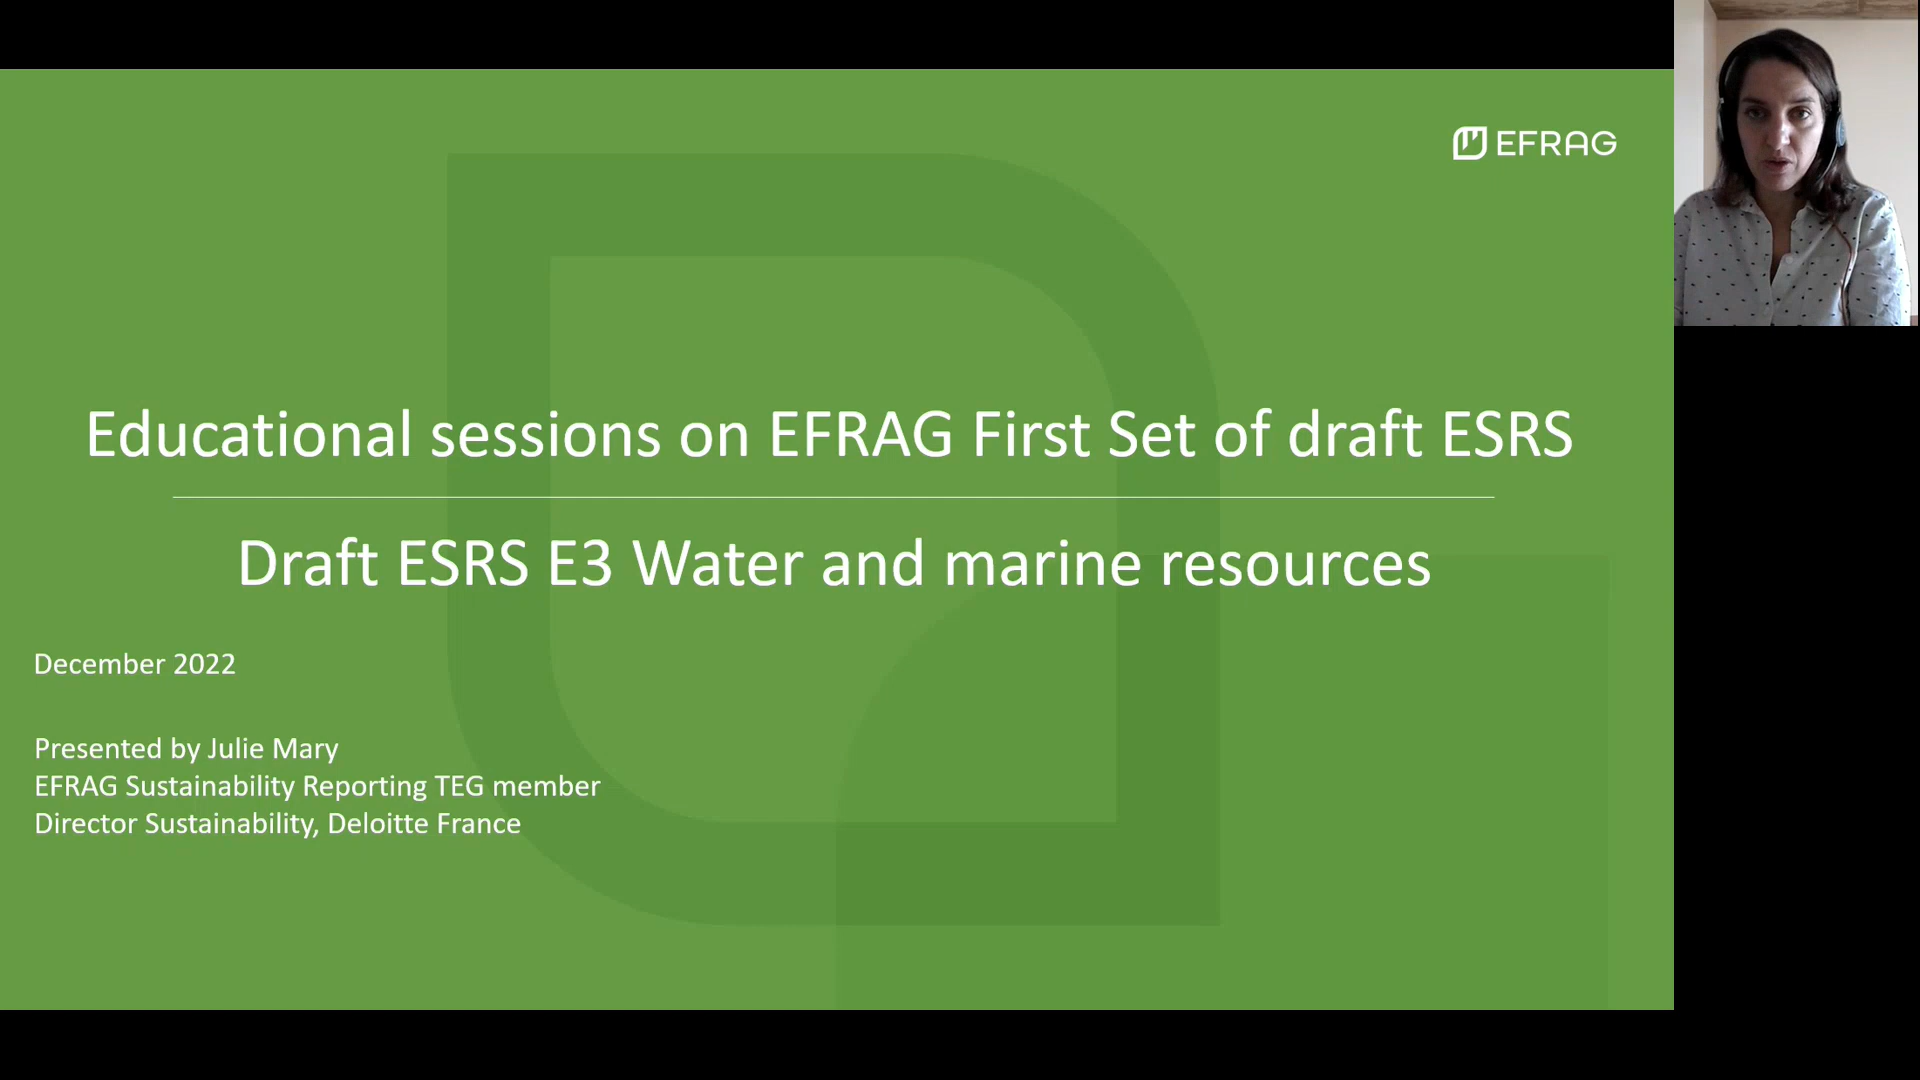 EFRAG
Educational sessions on EFRAG First Set of draft ESRS
Draft ESRS E3 Water and marine resources
December 2022
Presented by Julie Mary
EFRAG Sustainability Reporting TEG member
Director Sustainability, Deloitte France